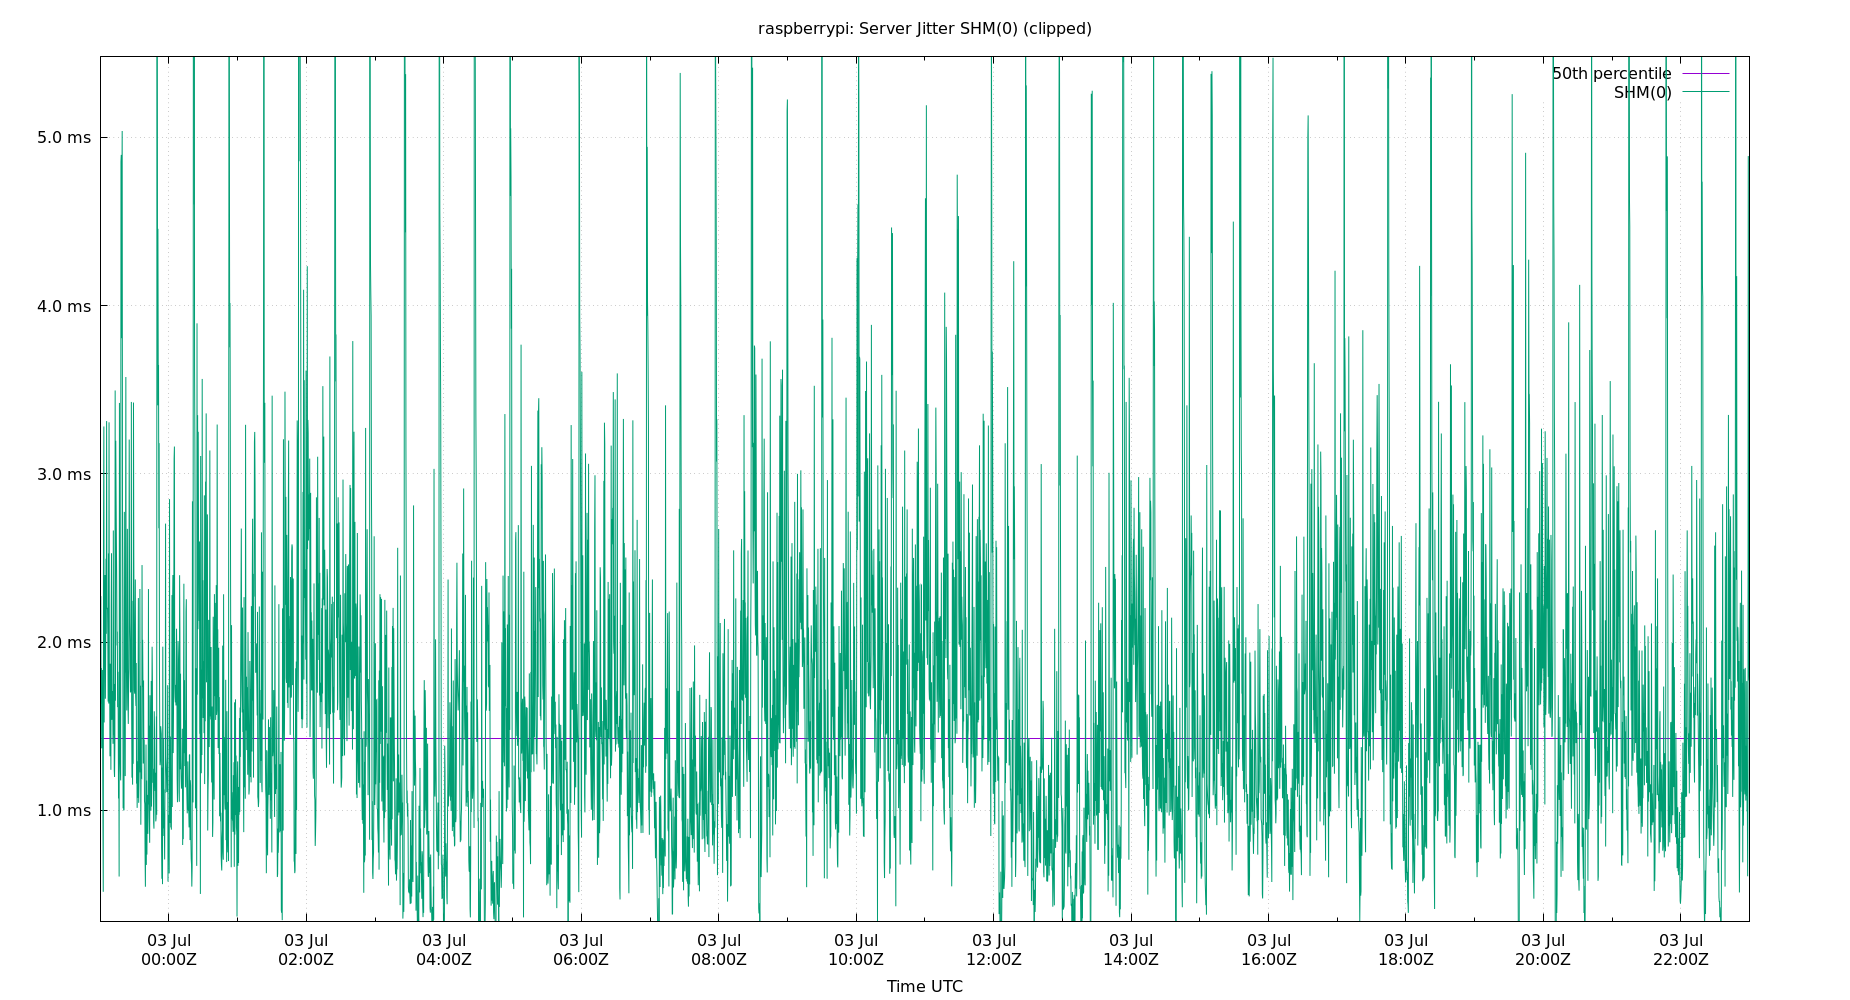 raspberrypi: Server Jitter SHM(0) (clipped)
50th percentile
SHM(0)
5.0 ms
4.0 ms
3.0 ms
2.0 ms
1.0 ms
03 Jul 03 Jul 03 Jul 03 Jul 03 Jul 03 Jul 03 Jul 03 Jul 03 Jul 03 Jul 03 Jul 03 Jul
00:00Z 02:00Z 04:00Z 06:00Z 08:00Z 10:00Z 12:00Z 14:00Z 16:00Z 18:00Z 20:00Z 22:00Z
Time UTC